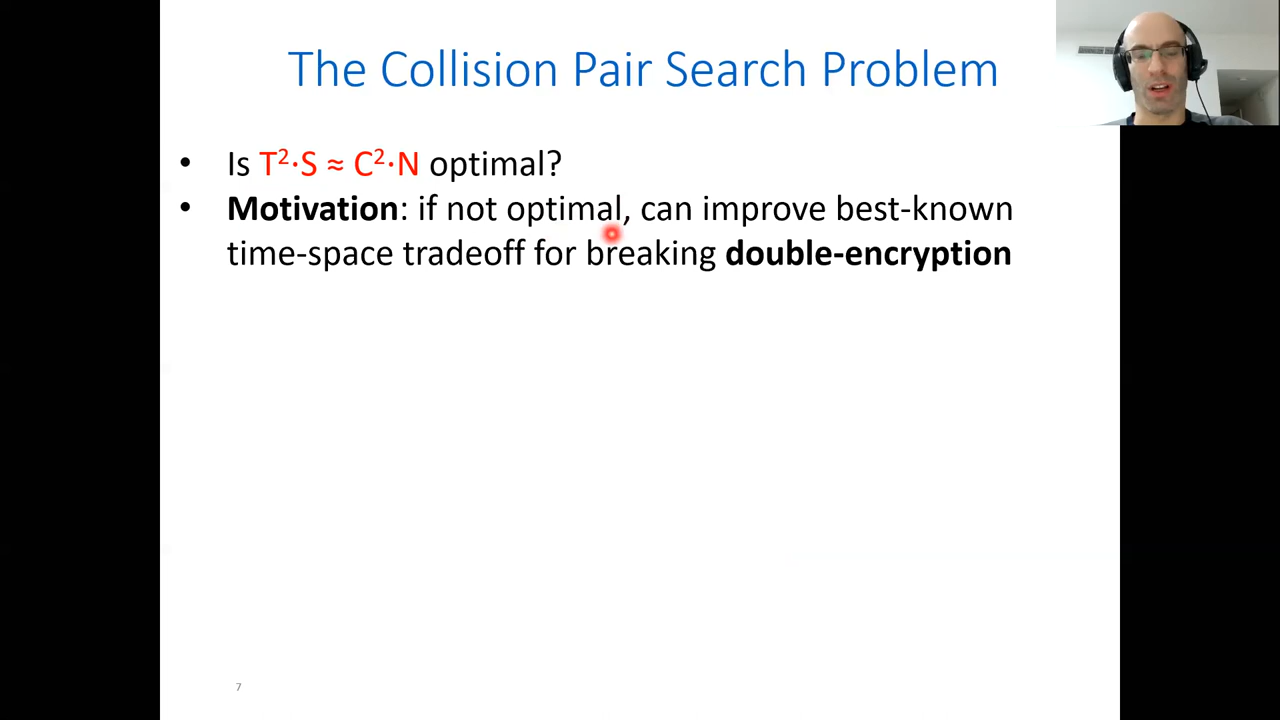 The Collision Pair Search Problem
• Is T²·S ≈ C²·N optimal?
• Motivation: if not optimal, can improve best-known
time-space tradeoff for breaking double-encryption
7